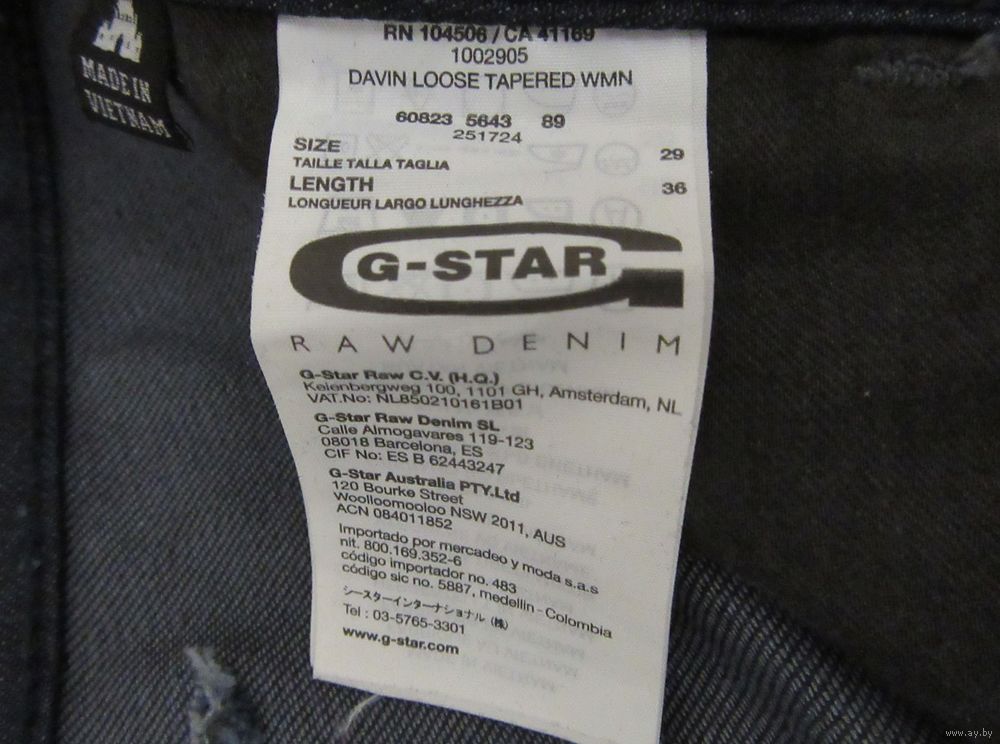 MADE IN
VIETNAM
RN 104506 / CA 41169
1002905
DAVIN LOOSE TAPERED WMN
60823 5643 89
251724
SIZE 29
TAILLE TALLA TAGLIA
LENGTH 36
LONGUEUR LARGO LUNGHEZZA
G-STAR
RAW DENIM
G-Star Raw C.V. (H.Q.)
Keienbergweg 100, 1101 GH, Amsterdam, NL
VAT.No: NL850210161B01
G-Star Raw Denim SL
Calle Almogavares 119-123
08018 Barcelona, ES
CIF No: ES B 62443247
G-Star Australia PTY.Ltd
120 Bourke Street
Woolloomooloo NSW 2011, AUS
ACN 084011852
Importado por mercadeo y moda s.a.s
nit. 800.169.352-6
código importador no. 483
código sic no. 5887, medellin - Colombia
シースターインターナショナル (株)
Tel : 03-5765-3301
www.g-star.com
www.ay.by